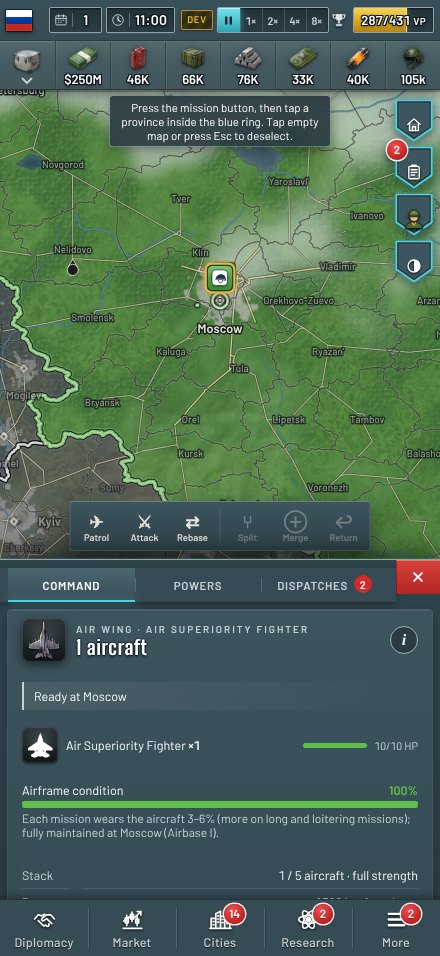 1
11:00
DEV
1×
2×
4×
8×
287/431 VP
$250M
46K
66K
76K
33K
40K
105k
Press the mission button, then tap a
province inside the blue ring. Tap empty
map or press Esc to deselect.
2
Novgorod
Yaroslavl
Tver
Ivanovo
Nelidovo
Klin
Vladimir
Orekhovo-Zuevo
Smolensk
Moscow
Kaluga
Ryazan'
Tula
Mogilev
Bryansk
Orel
Lipetsk
Tambov
Kursk
Sumy
Voronezh
Kyiv
Patrol
Attack
Rebase
Split
Merge
Return
COMMAND
POWERS
DISPATCHES 2
AIR WING · AIR SUPERIORITY FIGHTER
1 aircraft
i
Ready at Moscow
Air Superiority Fighter ×1
10/10 HP
Airframe condition
100%
Each mission wears the aircraft 3–6% (more on long and loitering missions);
fully maintained at Moscow (Airbase I).
Stack
1 / 5 aircraft · full strength
Diplomacy
Market
14
Cities
2
Research
2
More